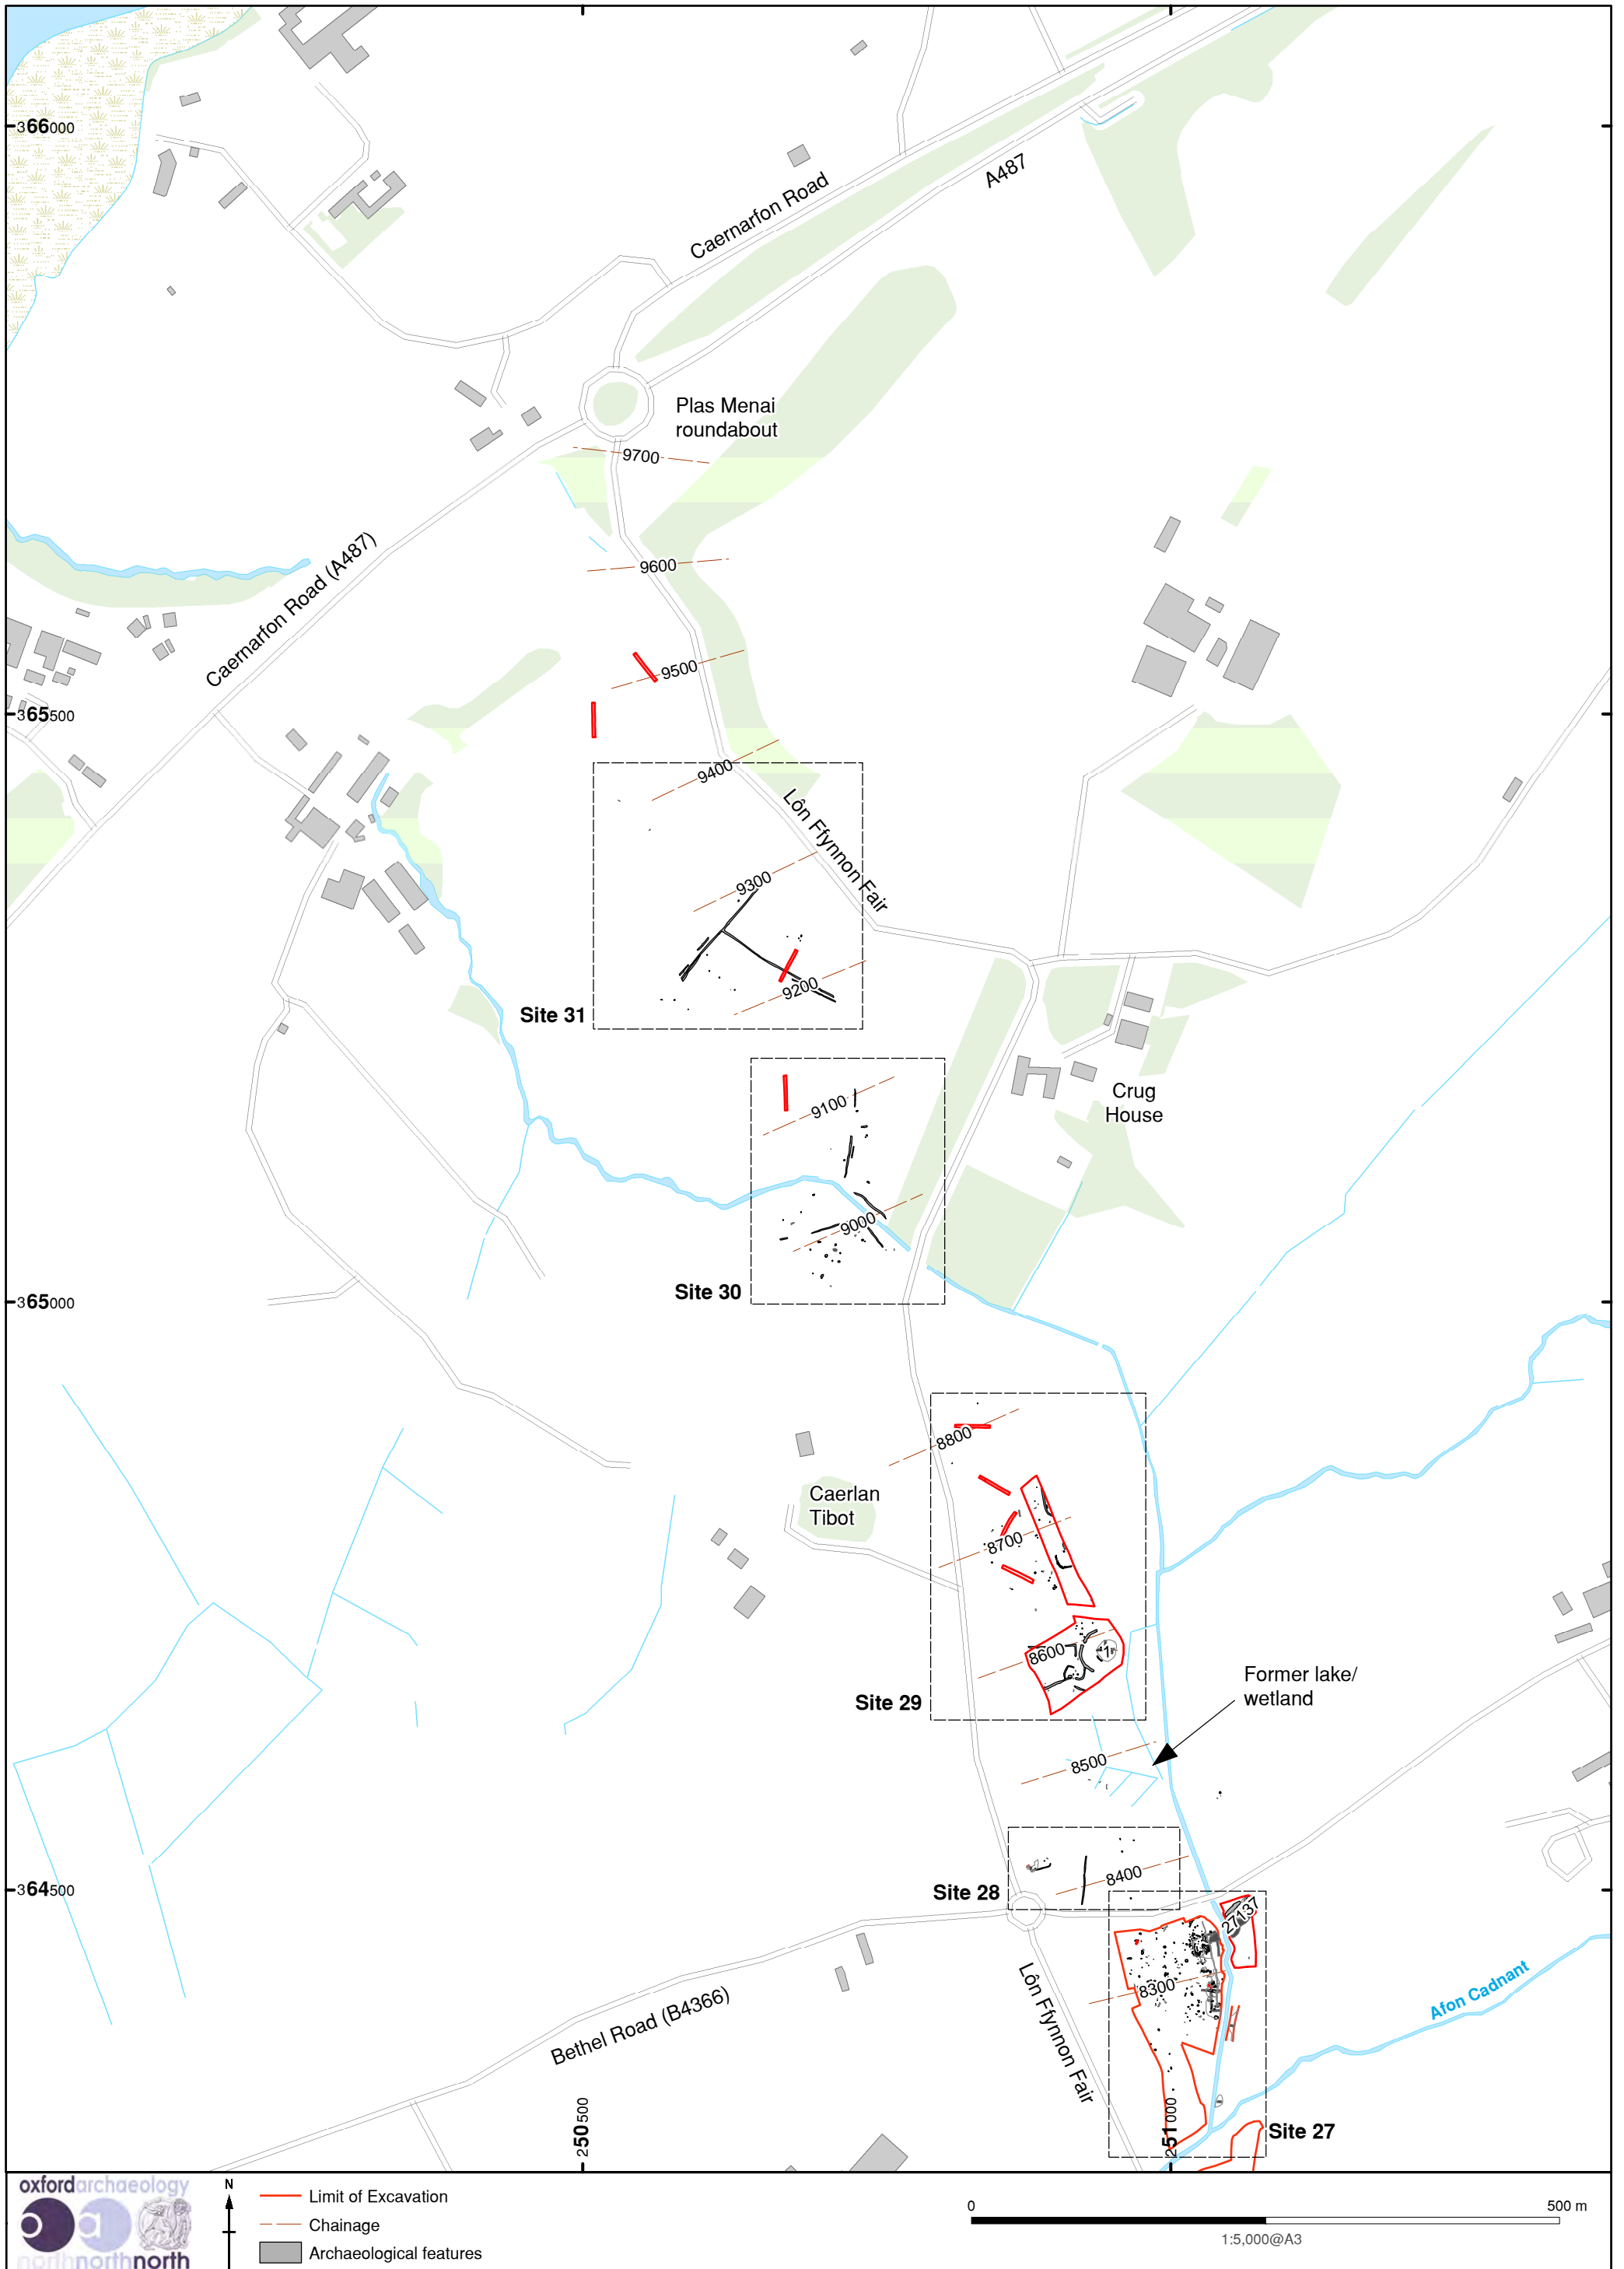 366000
Caernarfon Road
A487
Plas Menai
roundabout
9700
Caernarfon Road (A487)
9600
9500
365500
9400
Lôn Ffynnon Fair
9300
9200
Site 31
9100
Crug
House
9000
Site 30
365000
8800
Caerlan
Tibot
8700
8600
Former lake/
wetland
Site 29
8500
8400
Site 28
364500
27137
8300
Afon Cadnant
Lôn Ffynnon Fair
Bethel Road (B4366)
250500
251000
Site 27
oxfordarchaeology
northnorthnorth
N
Limit of Excavation
Chainage
Archaeological features
0
500 m
1:5,000@A3